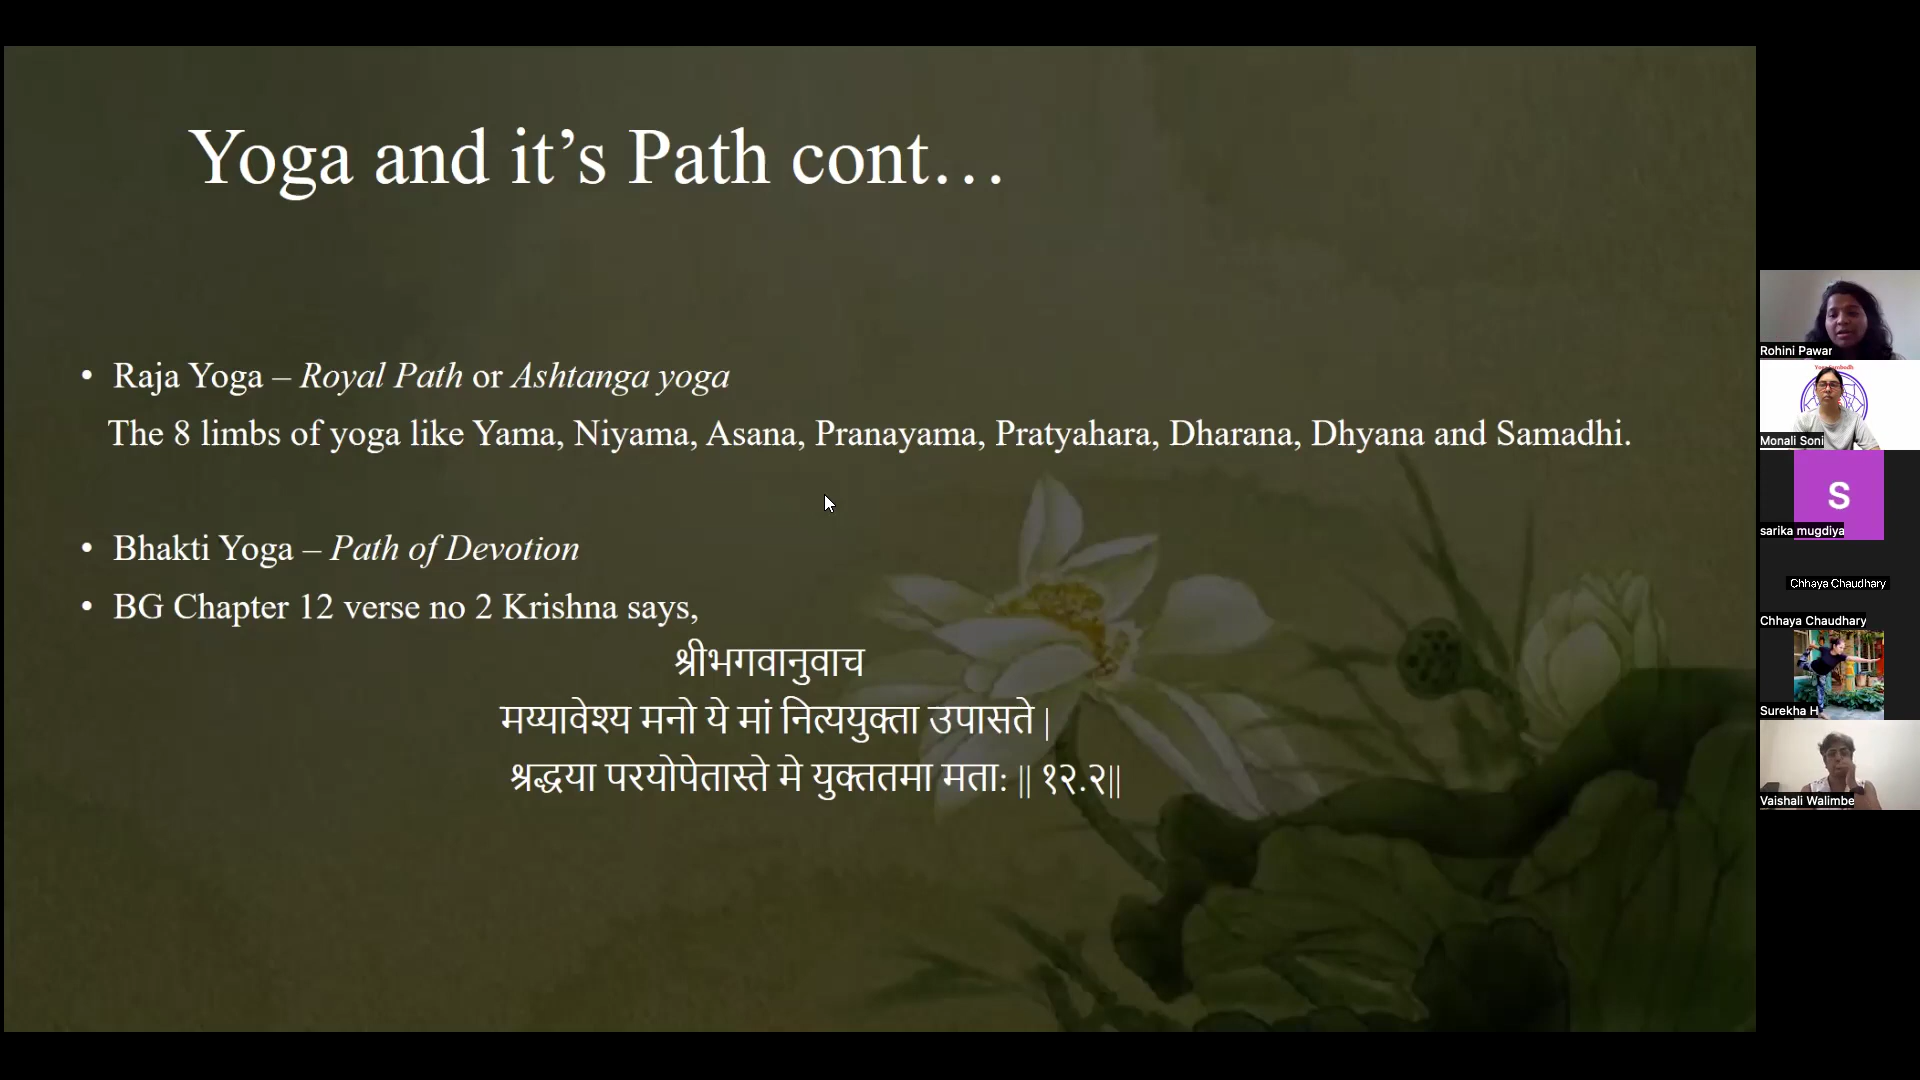 Yoga and it’s Path cont…
• Raja Yoga – Royal Path or Ashtanga yoga
The 8 limbs of yoga like Yama, Niyama, Asana, Pranayama, Pratyahara, Dharana, Dhyana and Samadhi.
• Bhakti Yoga – Path of Devotion
• BG Chapter 12 verse no 2 Krishna says,
श्रीभगवानुवाच
मय्यावेश्य मनो ये मां नित्ययुक्ता उपासते |
श्रद्धया परयोपेतास्ते मे युक्ततमा मता: || १२.२||
Rohini Pawar
Monali Soni
S
sarika mugdiya
Chhaya Chaudhary
Chhaya Chaudhary
Surekha H
Vaishali Walimbe